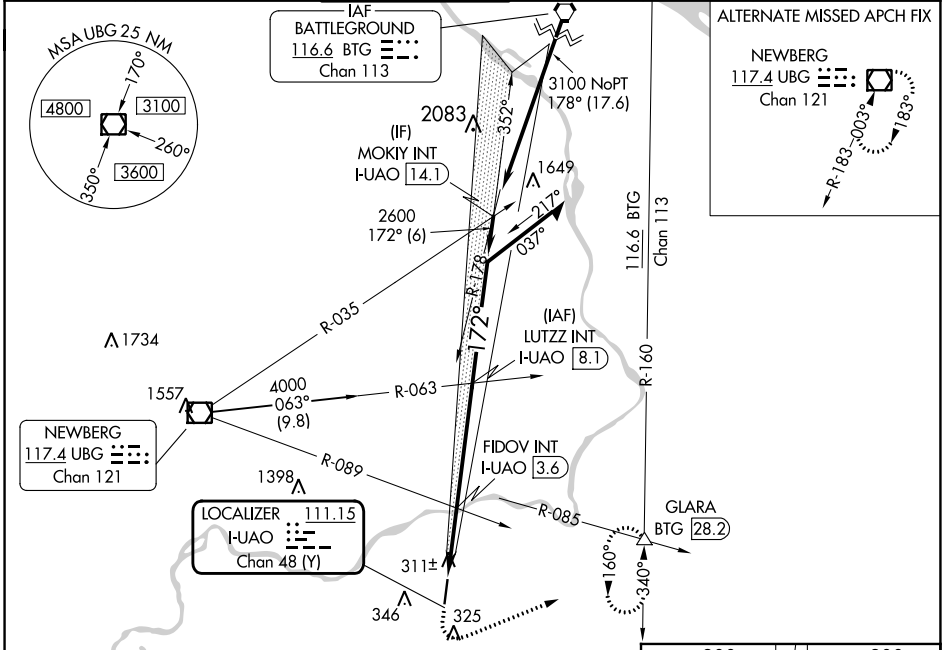 MSA UBG 25 NM
170°
4800
3100
260°
3600
350°
IAF
BATTLEGROUND
116.6 BTG
Chan 113
3100 NoPT
178° (17.6)
352°
2083
(IF)
MOKIY INT
I-UAO 14.1
1649
2600
172° (6)
217°
037°
R-178
172°
116.6 BTG
Chan 113
R-160
ALTERNATE MISSED APCH FIX
NEWBERG
117.4 UBG
Chan 121
R-183
003°
183°
R-035
1734
(IAF)
LUTZZ INT
I-UAO 8.1
1557
4000
063°
(9.8)
R-063
NEWBERG
117.4 UBG
Chan 121
R-089
FIDOV INT
I-UAO 3.6
1398
R-085
GLARA
BTG 28.2
LOCALIZER 111.15
I-UAO
Chan 48 (Y)
311±
160°
340°
346
325